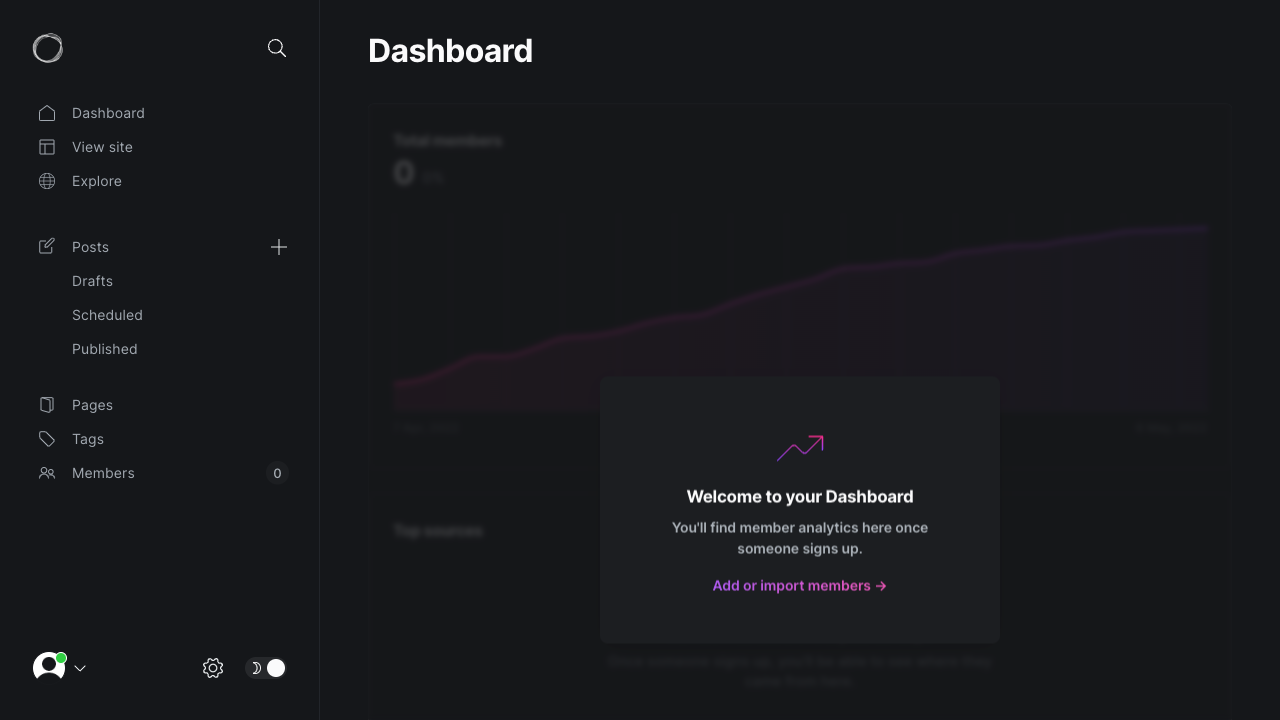 Dashboard
View site
Explore
Posts
Drafts
Scheduled
Published
Pages
Tags
Members
0
Dashboard
Total members
0
Top sources
Welcome to your Dashboard
You'll find member analytics here once
someone signs up.
Add or import members →